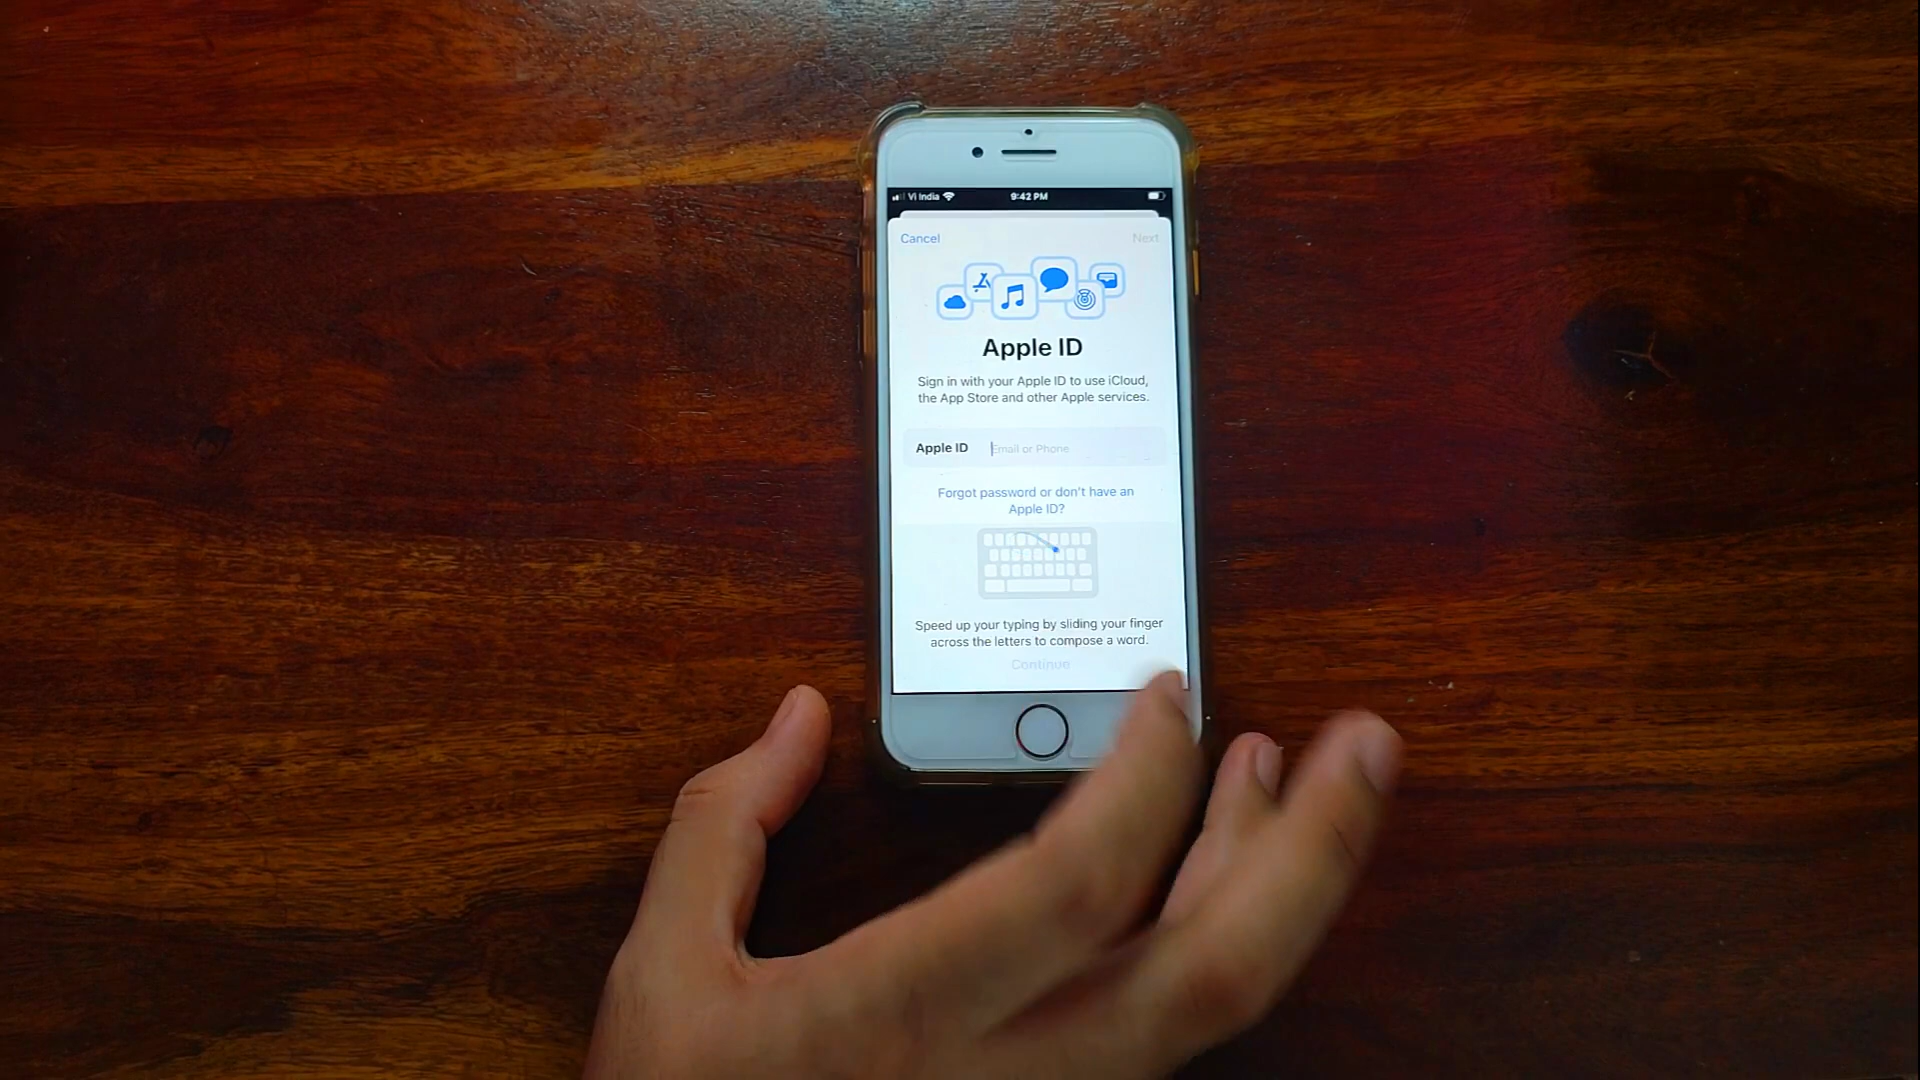 Vi India 9:42 PM
Cancel Next
Apple ID
Sign in with your Apple ID to use iCloud,
the App Store and other Apple services.
Apple ID Email or Phone
Forgot password or don't have an
Apple ID?
Speed up your typing by sliding your finger
across the letters to compose a word.
Continue